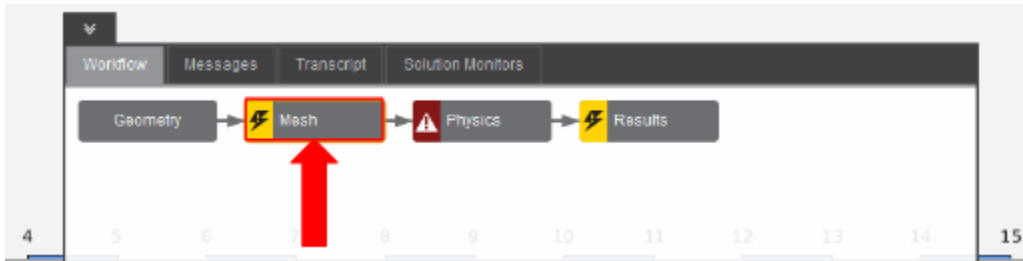 Workflow Messages Transcript Solution Monitors
Geometry Mesh Physics Results
4 5 6 7 8 9 10 11 12 13 14 15